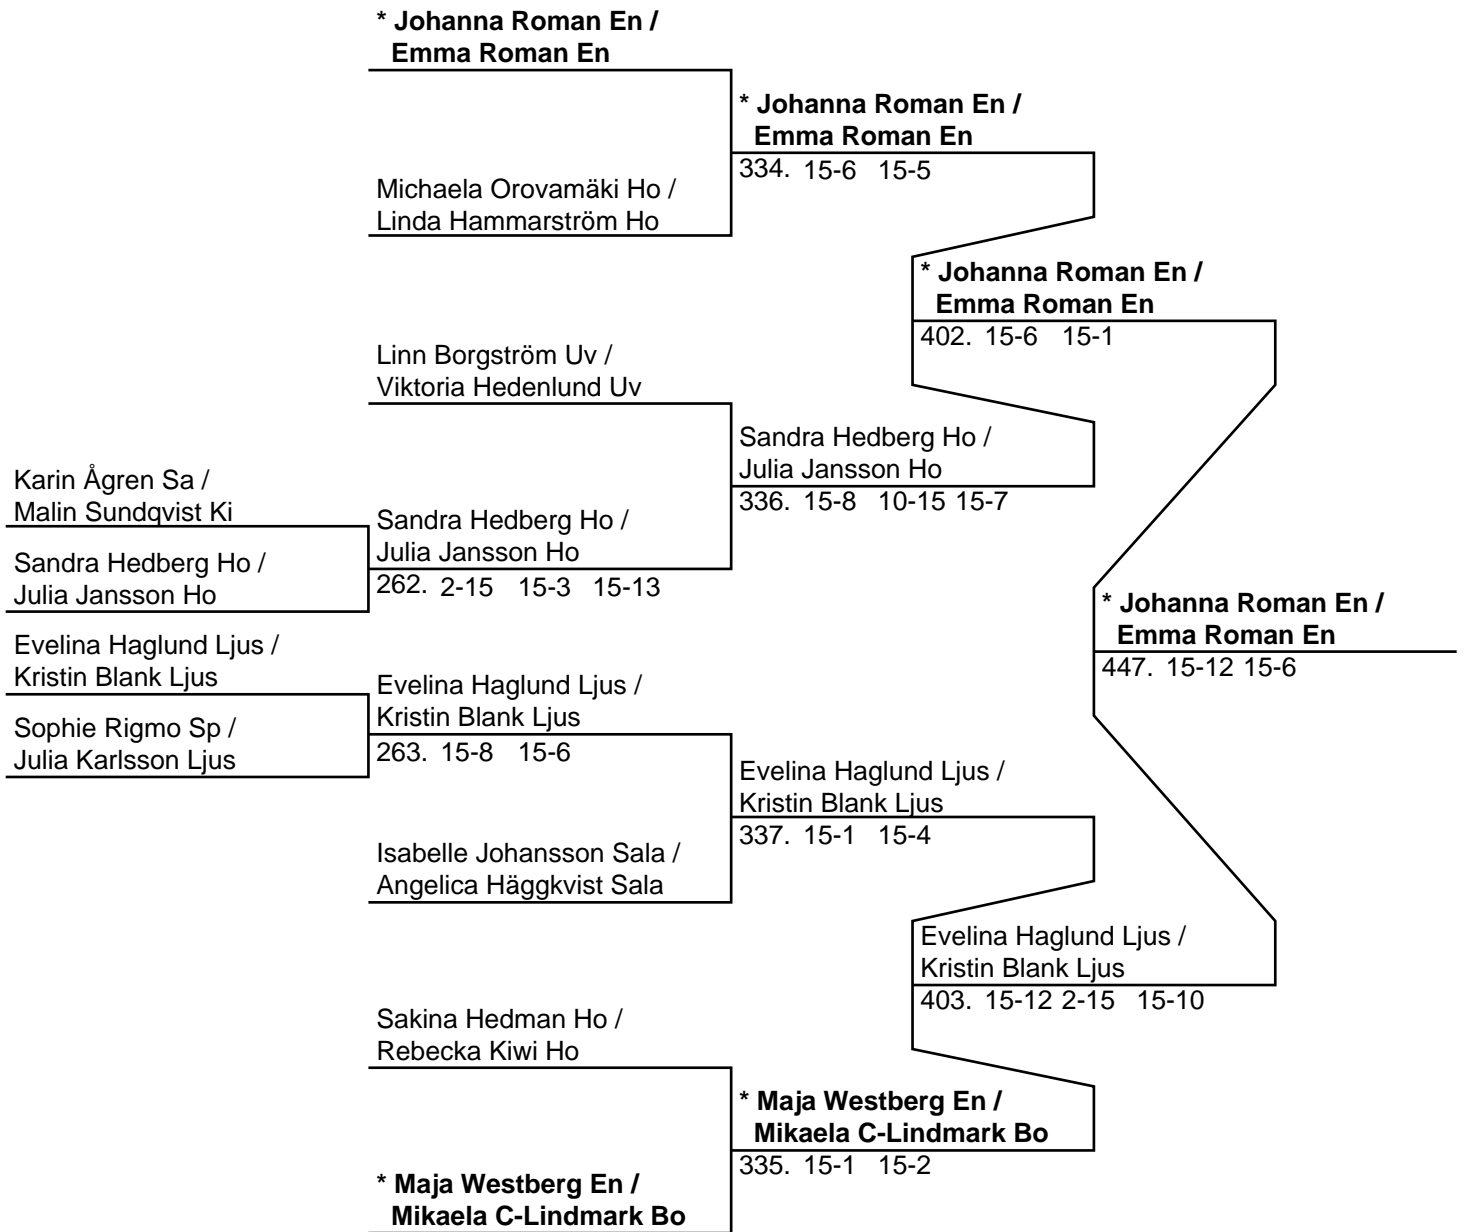 * Johanna Roman En /
Emma Roman En
* Johanna Roman En /
Emma Roman En
334. 15-6 15-5
Michaela Orovamäki Ho /
Linda Hammarström Ho
* Johanna Roman En /
Emma Roman En
402. 15-6 15-1
Linn Borgström Uv /
Viktoria Hedenlund Uv
Sandra Hedberg Ho /
Julia Jansson Ho
336. 15-8 10-15 15-7
Karin Ågren Sa /
Malin Sundqvist Ki
Sandra Hedberg Ho /
Julia Jansson Ho
262. 2-15 15-3 15-13
Sandra Hedberg Ho /
Julia Jansson Ho
* Johanna Roman En /
Emma Roman En
447. 15-12 15-6
Evelina Haglund Ljus /
Kristin Blank Ljus
Evelina Haglund Ljus /
Kristin Blank Ljus
263. 15-8 15-6
Sophie Rigmo Sp /
Julia Karlsson Ljus
Evelina Haglund Ljus /
Kristin Blank Ljus
337. 15-1 15-4
Isabelle Johansson Sala /
Angelica Häggkvist Sala
Evelina Haglund Ljus /
Kristin Blank Ljus
403. 15-12 2-15 15-10
Sakina Hedman Ho /
Rebecka Kiwi Ho
* Maja Westberg En /
Mikaela C-Lindmark Bo
335. 15-1 15-2
* Maja Westberg En /
Mikaela C-Lindmark Bo